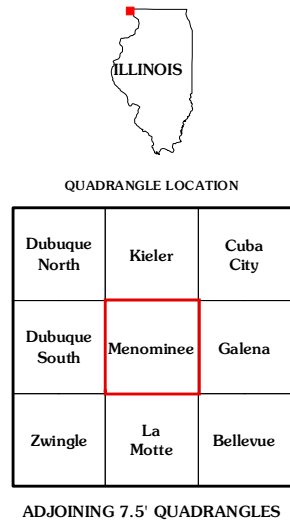 ILLINOIS
QUADRANGLE LOCATION
Dubuque
North
Kieler
Cuba
City
Dubuque
South
Menominee
Galena
Zwingle
La
Motte
Bellevue
ADJOINING 7.5' QUADRANGLES